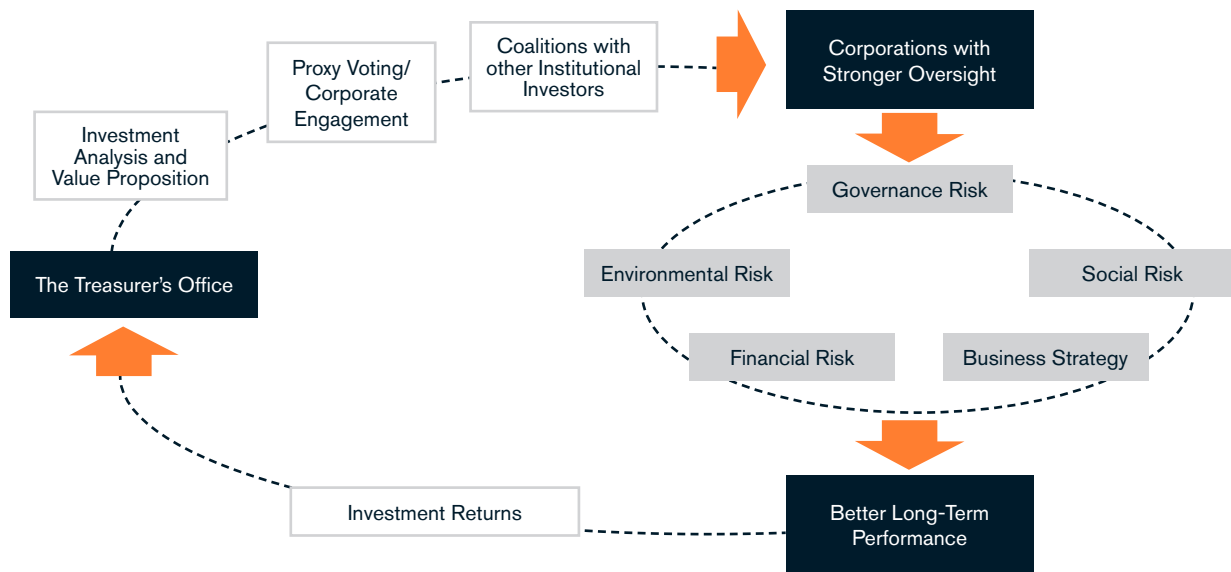 Coalitions with
other Institutional
Investors
Corporations with
Stronger Oversight
Proxy Voting/
Corporate
Engagement
Investment
Analysis and
Value Proposition
Governance Risk
The Treasurer’s Office
Environmental Risk
Social Risk
Financial Risk
Business Strategy
Investment Returns
Better Long-Term
Performance